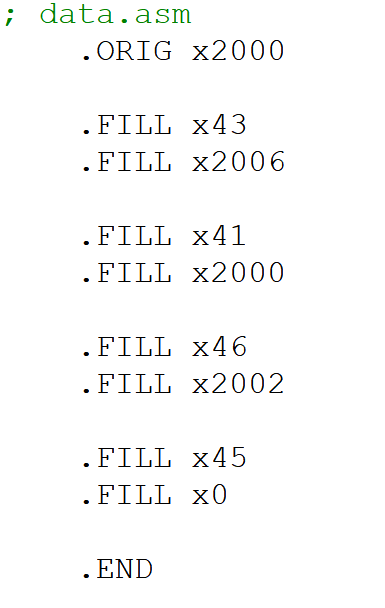 ; data.asm
.ORIG x2000
.FILL x43
.FILL x2006
.FILL x41
.FILL x2000
.FILL x46
.FILL x2002
.FILL x45
.FILL x0
.END